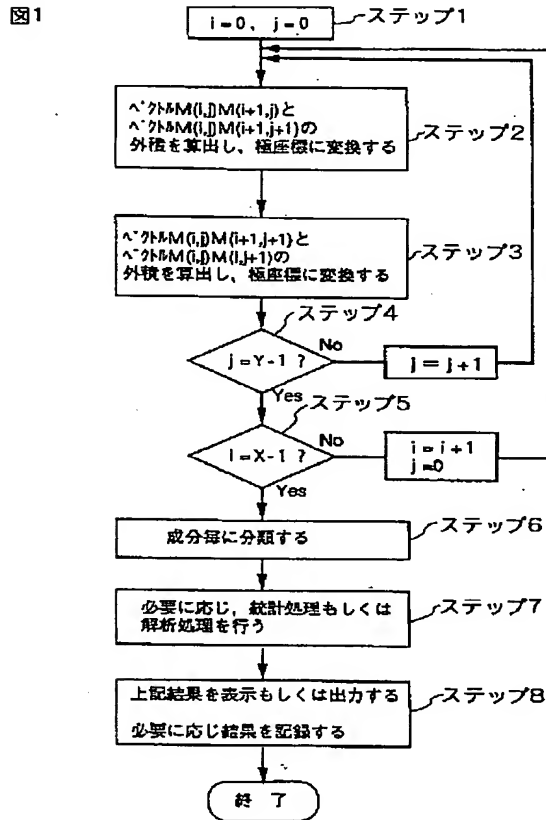 図1
i=0, j=0
ステップ1
ベクトルM(i,j)M(i+1,j)と
ベクトルM(i,j)M(i+1,j+1)の
外積を算出し、極座標に変換する
ステップ2
ベクトルM(i,j)M(i+1,j+1)と
ベクトルM(i,j)M(i,j+1)の
外積を算出し、極座標に変換する
ステップ3
ステップ4
j=Y-1 ?
No
j=j+1
Yes
ステップ5
i=X-1 ?
No
i=i+1
j=0
Yes
成分毎に分類する
ステップ6
必要に応じ,統計処理もしくは
解析処理を行う
ステップ7
上記結果を表示もしくは出力する
必要に応じ結果を記録する
ステップ8
終 了